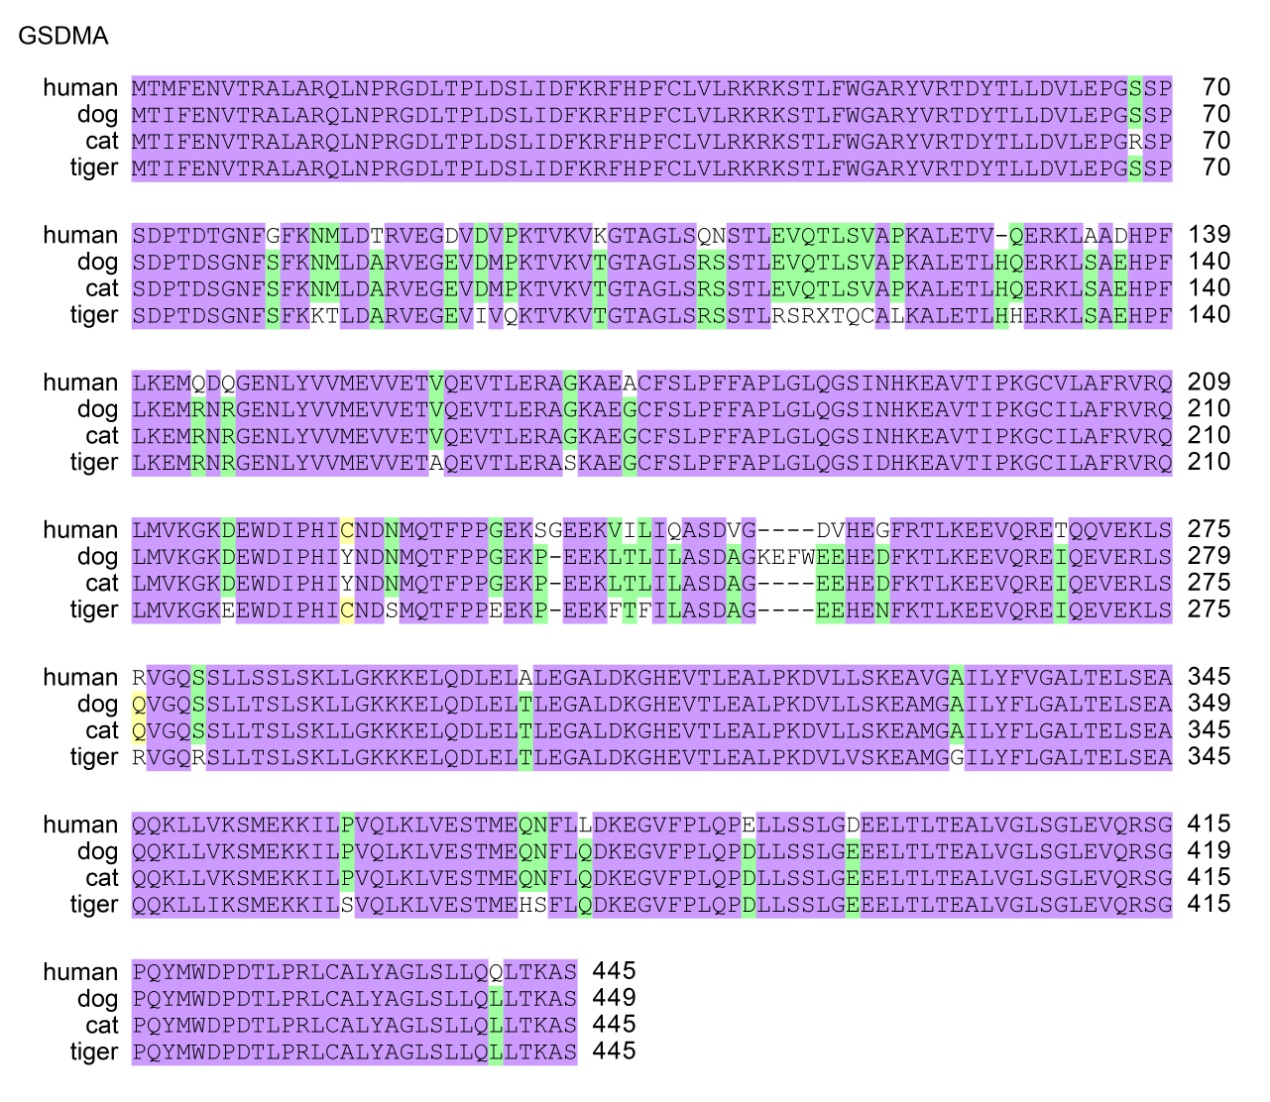 GSDMA
human MTMFENVTRALARQLNPRGDLTPLDSLIDFKRFHPFCLVLRKRKSTLFWGARYVRTDYTLLDVLEPGSSP 70
dog MTIFENVTRALARQLNPRGDLTPLDSLIDFKRFHPFCLVLRKRKSTLFWGARYVRTDYTLLDVLEPGSSP 70
cat MTIFENVTRALARQLNPRGDLTPLDSLIDFKRFHPFCLVLRKRKSTLFWGARYVRTDYTLLDVLEPGRSP 70
tiger MTIFENVTRALARQLNPRGDLTPLDSLIDFKRFHPFCLVLRKRKSTLFWGARYVRTDYTLLDVLEPGSSP 70
human SDPTDTGNFGFKNMLDTRVEGDVDVPKTVKVKGTAGLSQNSTLEVQTLSVAPKALETV-QERKLAADHPF 139
dog SDPTDSGNFSFKNMLDARVEGEVDMPKTVKVTGTAGLSRSSTLEVQTLSVAPKALETLHQERKLSAEHPF 140
cat SDPTDSGNFSFKNMLDARVEGEVDMPKTVKVTGTAGLSRSSTLEVQTLSVAPKALETLHQERKLSAEHPF 140
tiger SDPTDSGNFSFKKTLDARVEGEVIVQKTVKVTGTAGLSRSSTLRSRXTQCALKALETLHHERKLSAEHPF 140
human LKEMQDQGENLYVVMEVVETVQEVTLERAGKAEACFSLPFFAPLGLQGSINHKEAVTIPKGCVLAFRVRQ 209
dog LKEMRNRGENLYVVMEVVETVQEVTLERAGKAEGCFSLPFFAPLGLQGSINHKEAVTIPKGCILAFRVRQ 210
cat LKEMRNRGENLYVVMEVVETVQEVTLERAGKAEGCFSLPFFAPLGLQGSINHKEAVTIPKGCILAFRVRQ 210
tiger LKEMRNRGENLYVVMEVVETAQEVTLERASKAEGCFSLPFFAPLGLQGSIDHKEAVTIPKGCILAFRVRQ 210
human LMVKGKDEWDIPHICNDNMQTFPPGEKSGEEKVILIQASDVG----DVHEGFRTLKEEVQRETQQVEKLS 275
dog LMVKGKDEWDIPHIYNDNMQTFPPGEKP-EEKLTLILASDAGKEFWEEHEDFKTLKEEVQREIQEVERLS 279
cat LMVKGKDEWDIPHIYNDNMQTFPPGEKP-EEKLTLILASDAG----EEHEDFKTLKEEVQREIQEVERLS 275
tiger LMVKGKEEWDIPHICNDSMQTFPPEEKP-EEKFTFILASDAG----EEHENFKTLKEEVQREIQEVEKLS 275
human RVGQSSLLSSLSKLLGKKKELQDLELALEGALDKGHEVTLEALPKDVLLSKEAVGAILYFVGALTELSEA 345
dog QVGQSSLLTSLSKLLGKKKELQDLELTLEGALDKGHEVTLEALPKDVLLSKEAMGAILYFLGALTELSEA 349
cat QVGQSSLLTSLSKLLGKKKELQDLELTLEGALDKGHEVTLEALPKDVLLSKEAMGAILYFLGALTELSEA 345
tiger RVGQRSLLTSLSKLLGKKKELQDLELTLEGALDKGHEVTLEALPKDVLVSKEAMGGILYFLGALTELSEA 345
human QQKLLVKSMEKKILPVQLKLVESTMEQNFLLDKEGVFPLQPELLSSLGDEELTLTEALVGLSGLEVQRSG 415
dog QQKLLVKSMEKKILPVQLKLVESTMEQNFLQDKEGVFPLQPDLLSSLGEEELTLTEALVGLSGLEVQRSG 419
cat QQKLLVKSMEKKILPVQLKLVESTMEQNFLQDKEGVFPLQPDLLSSLGEEELTLTEALVGLSGLEVQRSG 415
tiger QQKLLIKSMEKKILSVQLKLVESTMEHSFLQDKEGVFPLQPDLLSSLGEEELTLTEALVGLSGLEVQRSG 415
human PQYMWDPDTLPRLCALYAGLSLLQQLTKAS 445
dog PQYMWDPDTLPRLCALYAGLSLLQLLTKAS 449
cat PQYMWDPDTLPRLCALYAGLSLLQLLTKAS 445
tiger PQYMWDPDTLPRLCALYAGLSLLQLLTKAS 445